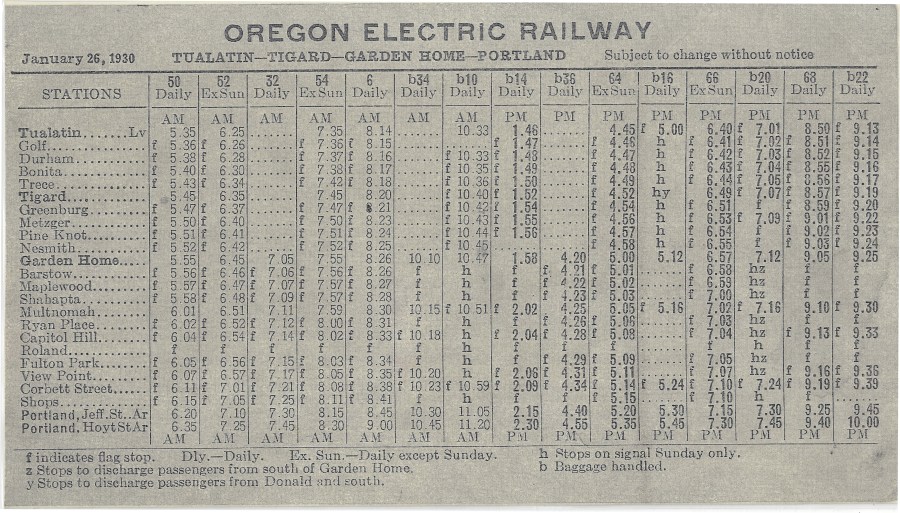 OREGON ELECTRIC RAILWAY
January 26, 1930 TUALATIN—TIGARD—GARDEN HOME—PORTLAND Subject to change without notice
STATIONS 50 Daily 52 ExSun 32 Daily 54 ExSun 6 Daily b34 Daily b10 Daily b14 Daily b36 Daily 64 ExSun b16 Daily 66 ExSun b20 Daily 68 Daily b22 Daily
AM AM AM AM AM AM AM PM PM PM PM PM PM PM PM
Tualatin.......Lv 5.35 6.25 ....... 7.35 8.14 ....... 10.33 1.46 ...... 4.45 f 5.00 6.40 f 7.01 8.50 f 9.13
Golf............ f 5.36 f 6.26 ....... f 7.36 f 8.15 ....... ....... f 1.47 ...... f 4.46 h f 6.41 f 7.02 f 8.51 f 9.14
Durham........ f 5.38 f 6.28 ....... f 7.37 f 8.16 ....... f 10.33 f 1.48 ...... f 4.47 h f 6.42 f 7.03 f 8.52 f 9.15
Bonita.......... f 5.40 f 6.30 ....... f 7.38 f 8.17 ....... f 10.35 f 1.49 ...... f 4.48 h f 6.43 f 7.04 f 8.55 f 9.16
Trece........... f 5.43 f 6.34 ....... f 7.42 f 8.18 ....... f 10.36 f 1.50 ...... f 4.49 h f 6.44 f 7.05 f 8.56 f 9.17
Tigard.......... 5.45 6.35 ....... 7.45 8.20 ....... f 10.40 f 1.52 ...... f 4.52 hy 6.49 f 7.07 f 8.57 f 9.19
Greenburg..... f 5.47 f 6.37 ....... f 7.47 f 8.21 ....... f 10.42 f 1.54 ...... f 4.54 h f 6.51 f f 8.59 f 9.20
Metzger........ f 5.50 f 6.40 ....... f 7.50 f 8.23 ....... f 10.43 f 1.55 ...... f 4.56 h f 6.53 f 7.09 f 9.01 f 9.22
Pine Knot...... f 5.51 f 6.41 ....... f 7.51 f 8.24 ....... f 10.44 f 1.56 ...... f 4.57 h f 6.54 f f 9.02 f 9.23
Nesmith........ f 5.52 f 6.42 ....... f 7.52 f 8.25 ....... f 10.45 ...... f 4.58 h f 6.55 f f 9.03 f 9.24
Garden Home..... 5.55 6.45 7.05 7.55 8.26 10.10 10.47 1.58 4.20 5.00 5.12 6.57 7.12 9.05 9.25
Barstow......... f 5.56 f 6.46 f 7.06 f 7.56 f 8.26 f h f f 4.21 f 5.01 ...... f 6.58 hz f f
Maplewood...... f 5.57 f 6.47 f 7.07 f 7.57 f 8.27 f h f f 4.22 f 5.02 ...... f 6.59 hz f f
Shahapta........ f 5.58 f 6.48 f 7.09 f 7.57 f 8.28 f h f f 4.23 f 5.03 ...... f 7.00 hz f f
Multnomah 6.01 6.51 7.11 7.59 8.30 10.15 f 10.51 f 2.02 4.25 5.05 f 5.16 7.02 f 7.16 9.10 f 9.30
Ryan Place...... f 6.02 f 6.52 f 7.12 f 8.00 f 8.31 f h f f 4.26 f 5.06 ...... f 7.03 hz f f
Capitol Hill...... f 6.04 f 6.54 f 7.14 f 8.02 f 8.33 f 10.18 h f 2.04 f 4.28 f 5.08 ...... f 7.04 hz f 9.13 f 9.33
Roland........... f f f f f f h f f f ...... f h f f
Fulton Park...... f 6.05 f 6.56 f 7.15 f 8.03 f 8.34 f h f f 4.29 f 5.09 ...... f 7.05 hz f f
View Point....... f 6.07 f 6.57 f 7.17 f 8.05 f 8.35 f 10.20 h f 2.06 f 4.31 f 5.11 ...... f 7.07 hz f 9.16 f 9.36
Corbett Street..... f 6.11 f 7.01 f 7.21 f 8.08 f 8.38 f 10.23 f 10.59 f 2.09 f 4.34 f 5.14 f 5.24 f 7.10 f 7.24 f 9.19 f 9.39
Shops............ f 6.15 f 7.05 f 7.25 f 8.11 f 8.41 f h f f f 5.15 ...... f 7.10 h f ......
Portland, Jeff. St..Ar 6.20 7.10 7.30 8.15 8.45 10.30 11.05 2.15 4.40 5.20 5.30 7.15 7.30 9.25 9.45
Portland, Hoyt St Ar 6.35 7.25 7.45 8.30 9.00 10.45 11.20 2.30 4.55 5.35 5.45 7.30 7.45 9.40 10.00
AM AM AM AM AM AM AM PM PM PM PM PM PM PM PM
f indicates flag stop. Dly.—Daily. Ex. Sun.—Daily except Sunday. h Stops on signal Sunday only.
z Stops to discharge passengers from south of Garden Home. b Baggage handled.
y Stops to discharge passengers from Donald and south.